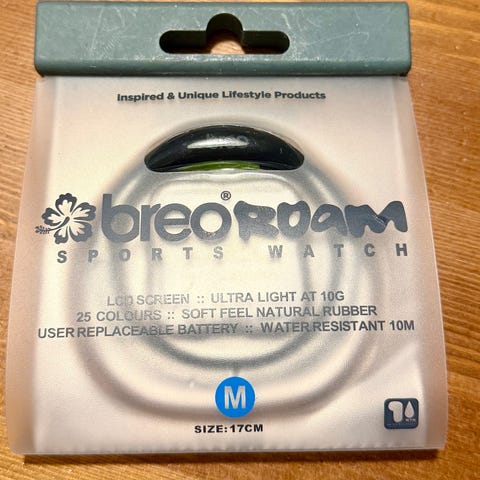 Inspired & Unique Lifestyle Products
breo® ROAM
SPORTS WATCH
LCD SCREEN :: ULTRA LIGHT AT 10G
25 COLOURS :: SOFT FEEL NATURAL RUBBER
USER REPLACEABLE BATTERY :: WATER RESISTANT 10M
M
SIZE:17CM